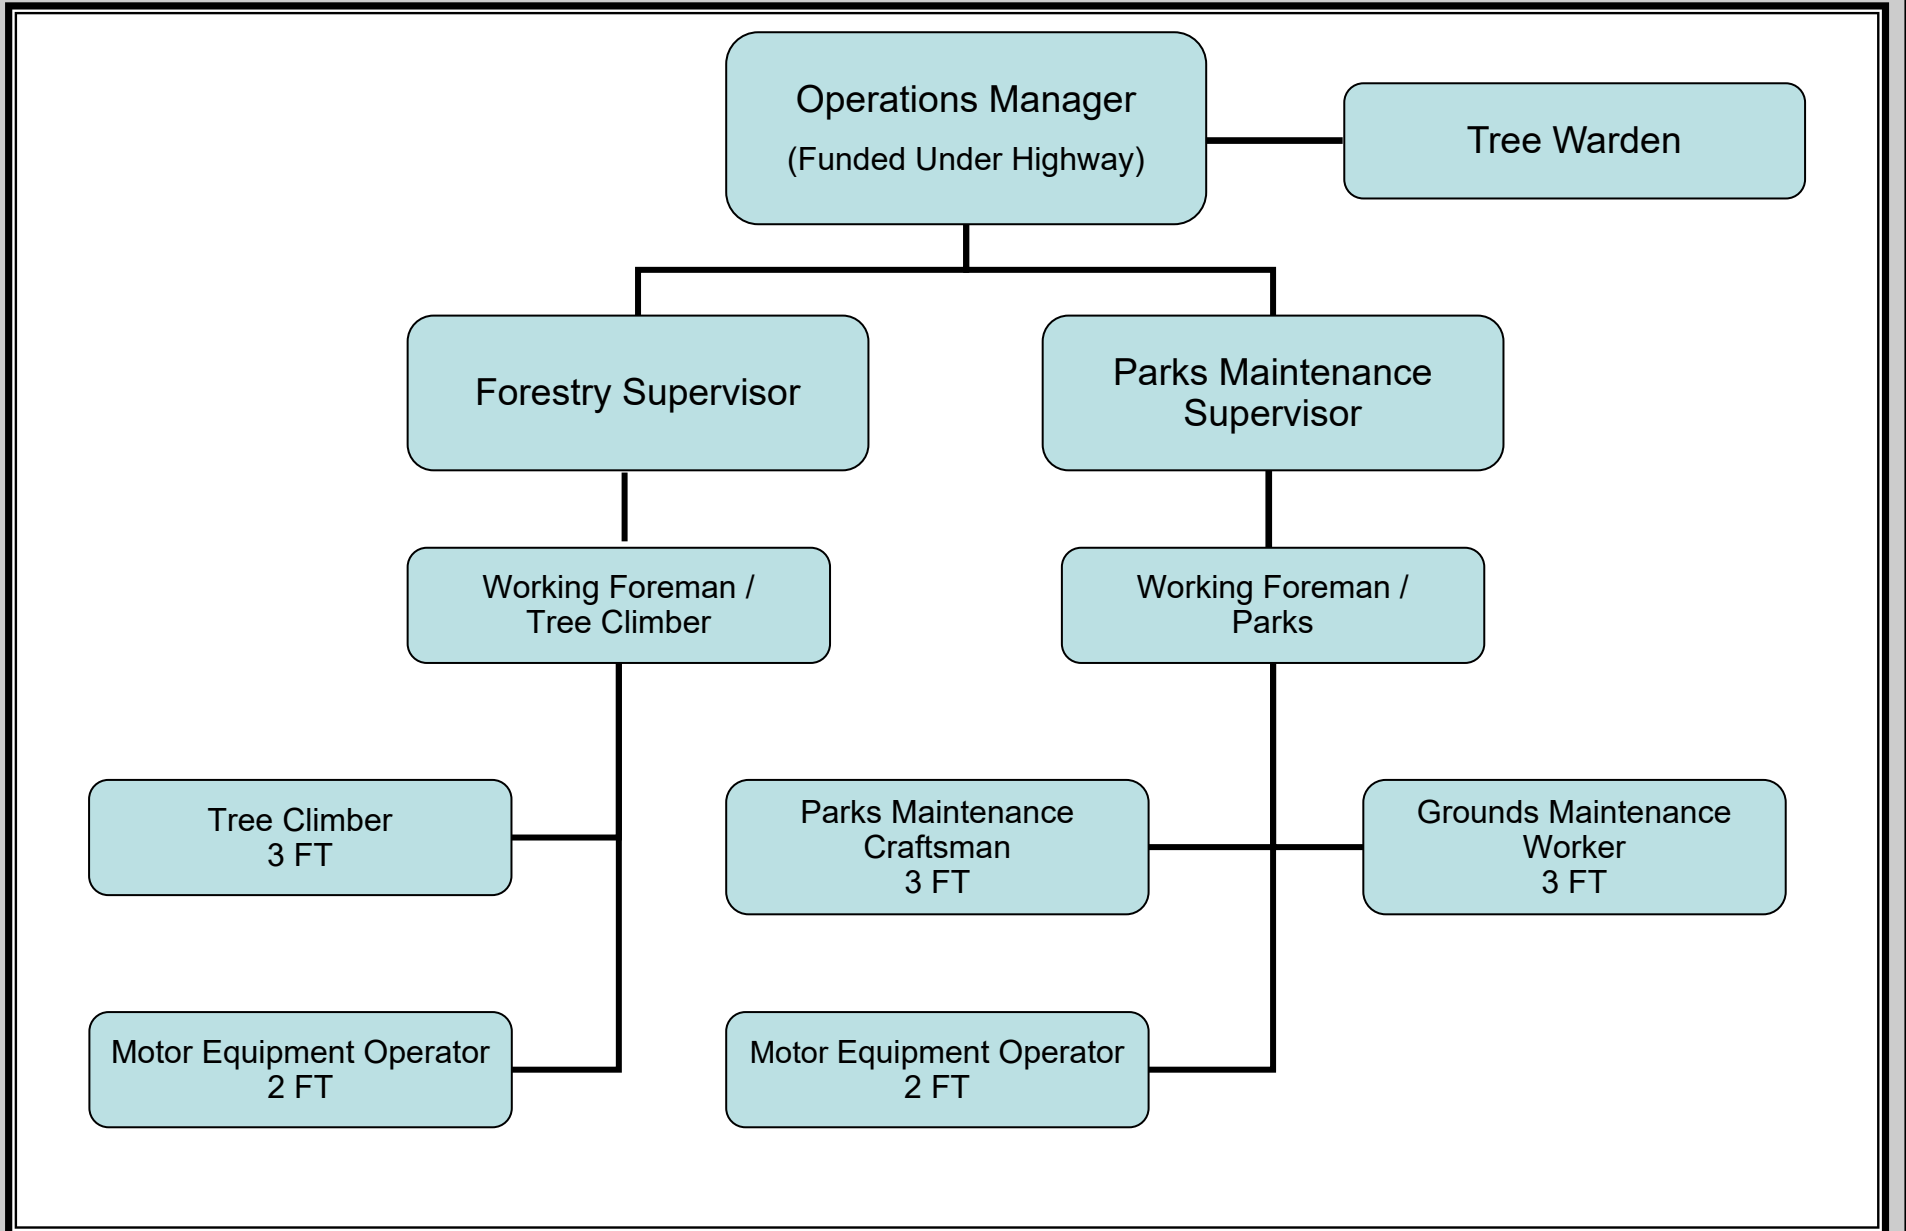 Operations Manager
(Funded Under Highway)
Tree Warden
Forestry Supervisor
Parks Maintenance
Supervisor
Working Foreman /
Tree Climber
Working Foreman /
Parks
Tree Climber
3 FT
Parks Maintenance
Craftsman
3 FT
Grounds Maintenance
Worker
3 FT
Motor Equipment Operator
2 FT
Motor Equipment Operator
2 FT